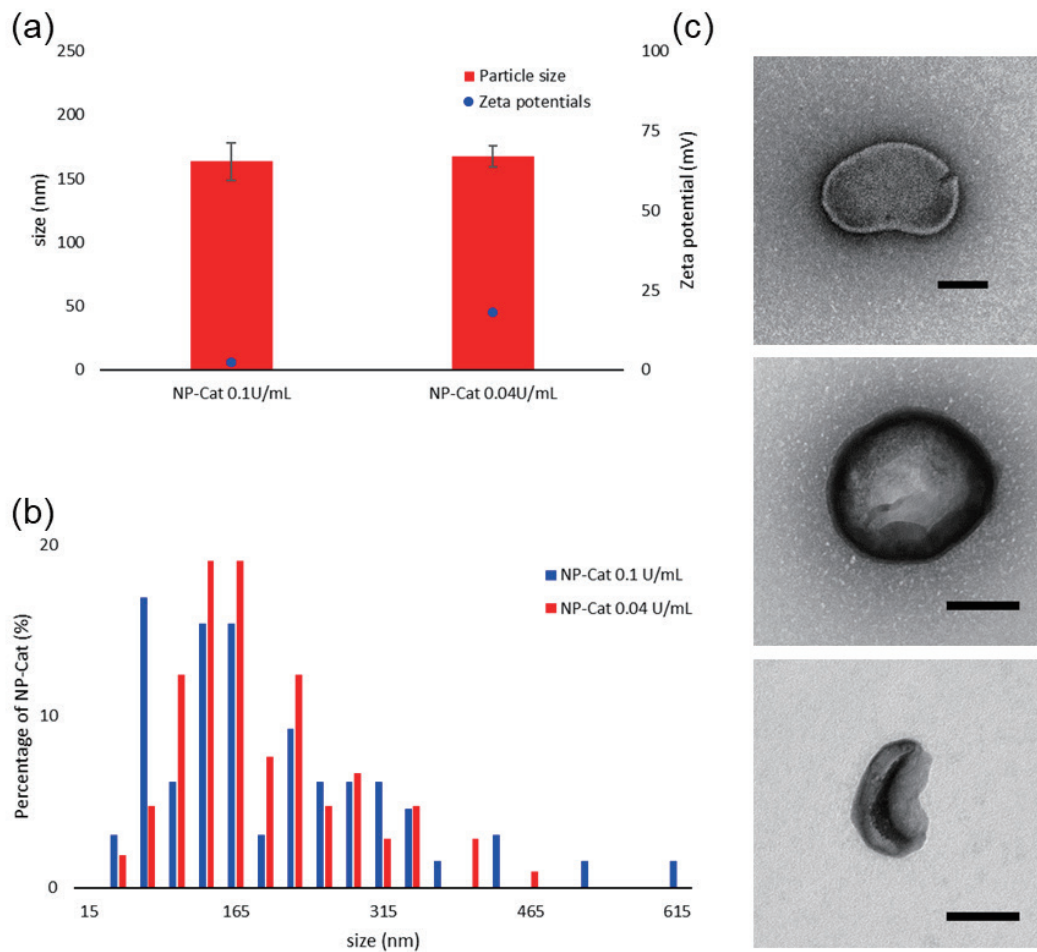 (a)
250
200
150
100
50
0
size (nm)
Particle size
Zeta potentials
100
75
50
25
0
Zeta potential (mV)
NP-Cat 0.1U/mL
NP-Cat 0.04U/mL
(b)
20
10
0
Percentage of NP-Cat (%)
NP-Cat 0.1 U/mL
NP-Cat 0.04 U/mL
15
165
315
465
615
size (nm)
(c)